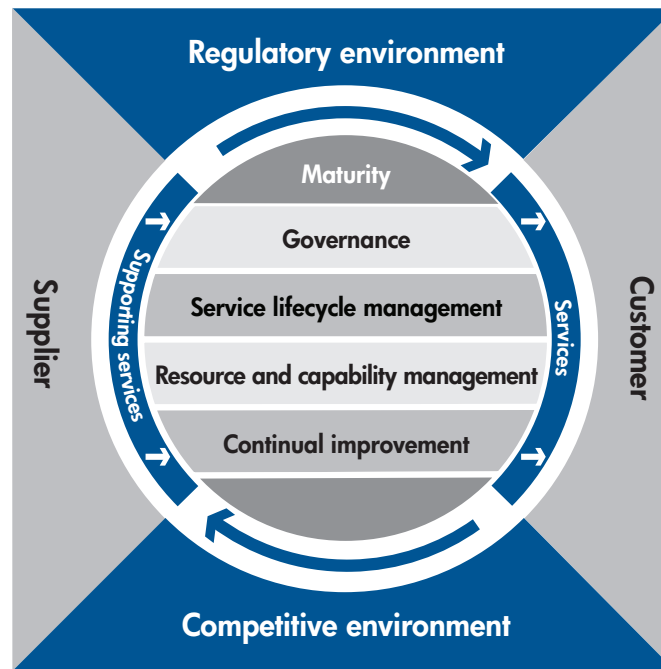 Regulatory environment
Maturity
Governance
Service lifecycle management
Resource and capability management
Continual improvement
Supplier
Supporting services
Services
Customer
Competitive environment